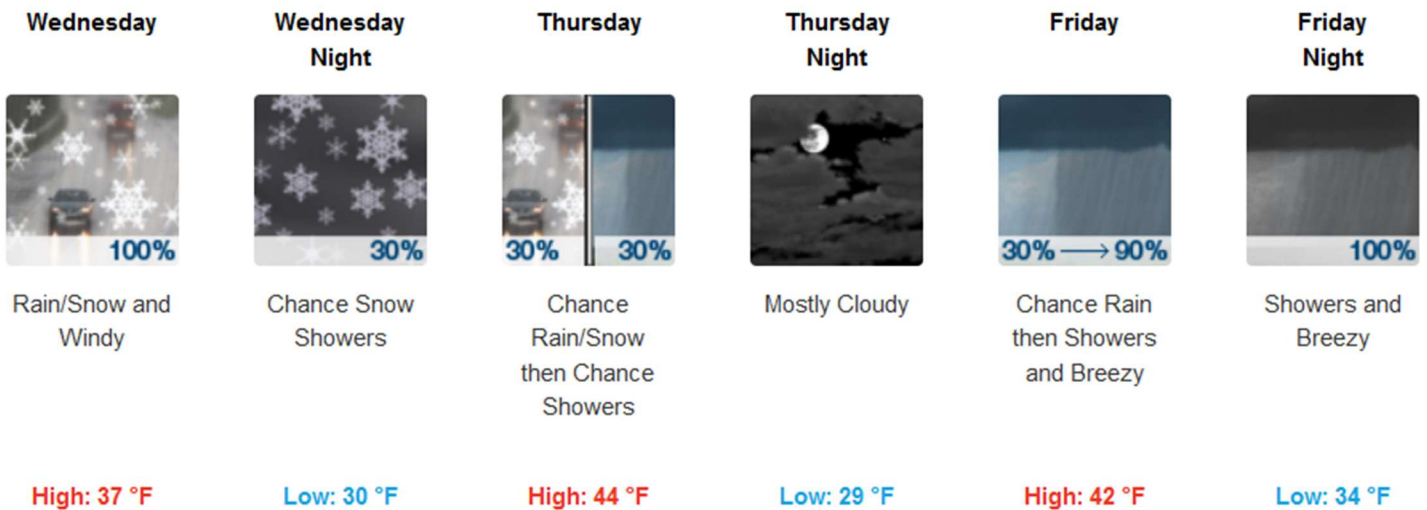 Wednesday
Wednesday
Night
Thursday
Thursday
Night
Friday
Friday
Night
100%
30%
30% 30%
30% → 90%
100%
Rain/Snow and
Windy
Chance Snow
Showers
Chance
Rain/Snow
then Chance
Showers
Mostly Cloudy
Chance Rain
then Showers
and Breezy
Showers and
Breezy
High: 37 °F
Low: 30 °F
High: 44 °F
Low: 29 °F
High: 42 °F
Low: 34 °F